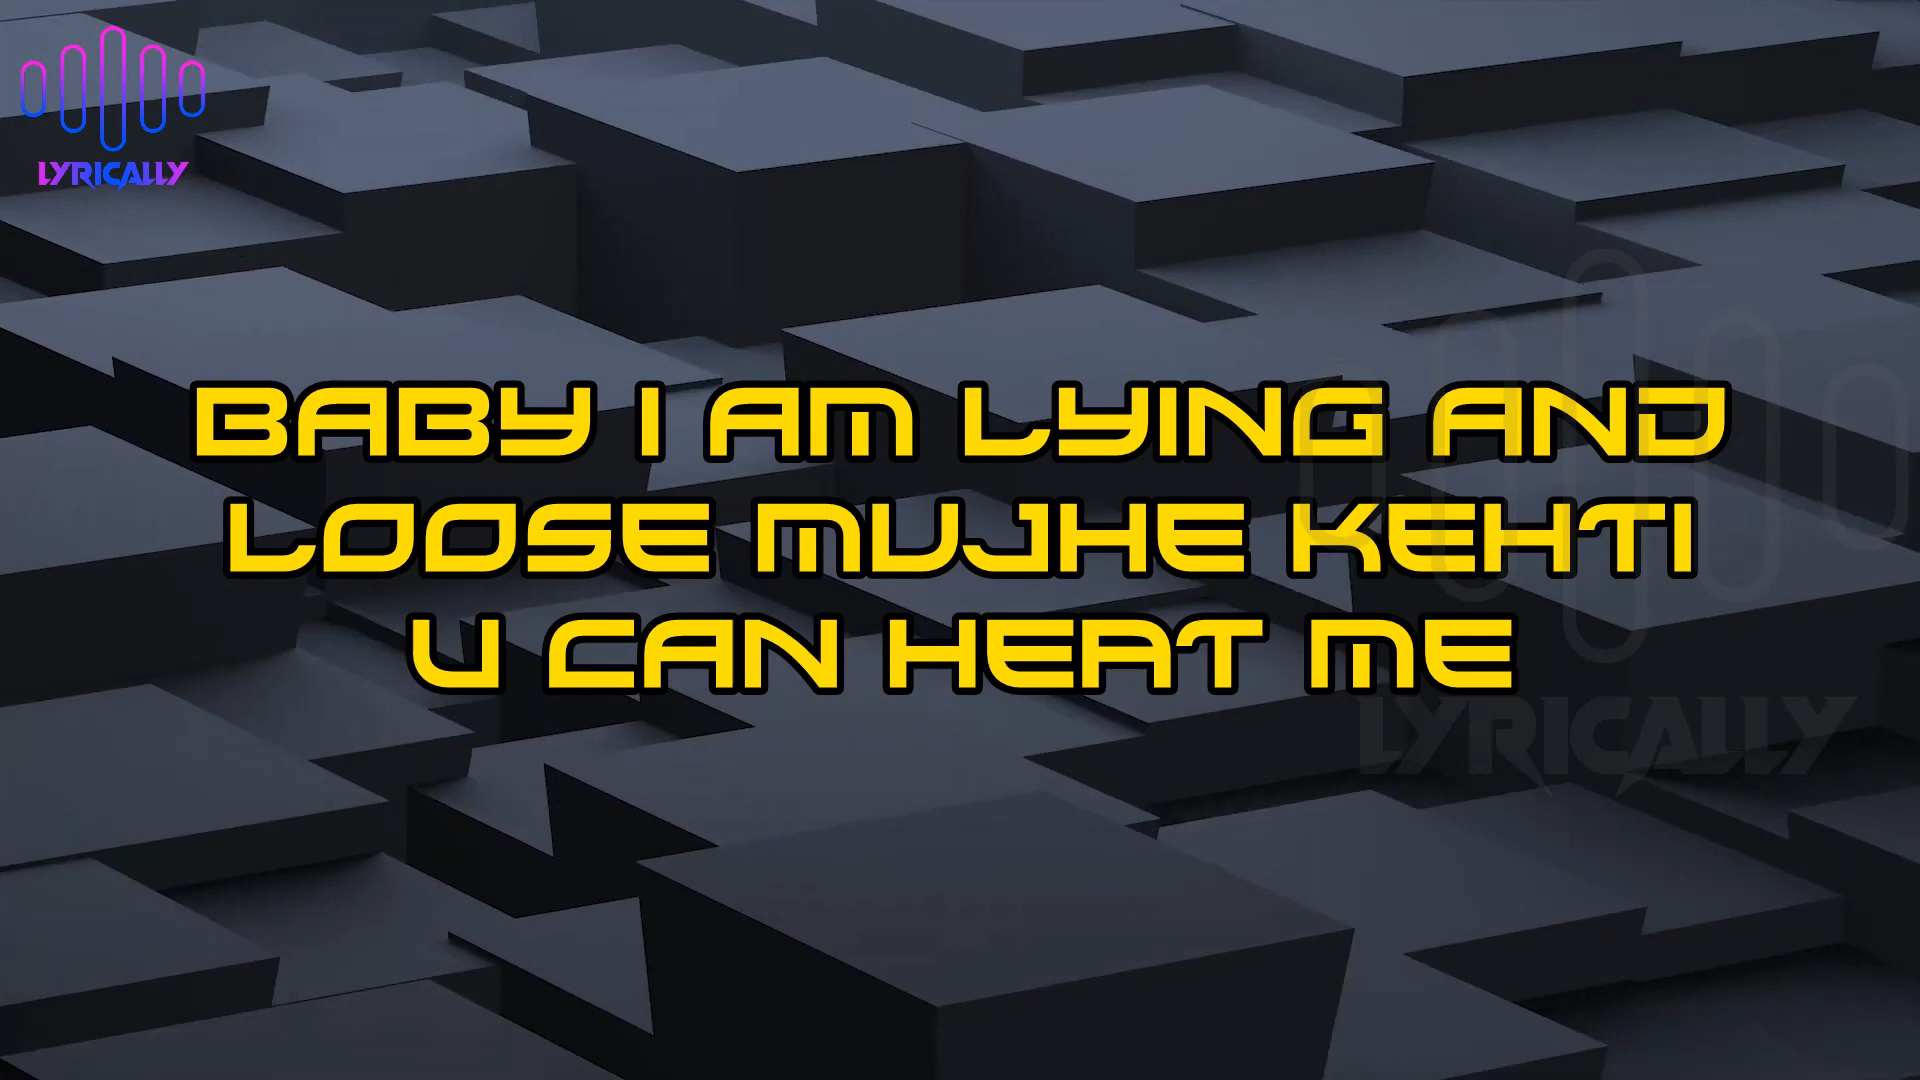 LYRICALLY
BABY I AM LYING AND
LOOSE MUJHE KEHTI
U CAN HEAT ME
LYRICALLY